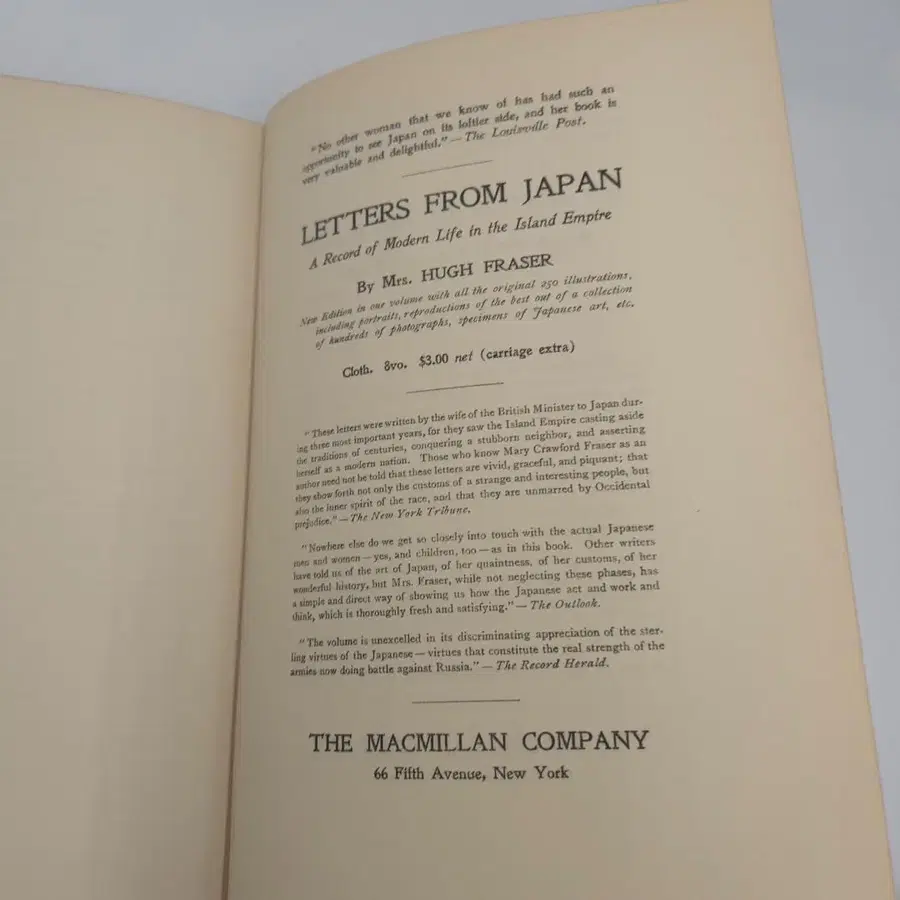 "No other woman that we know of has had such an
opportunity to see Japan on its loftier side, and her book is
very valuable and delightful." — The Louisville Post.
LETTERS FROM JAPAN
A Record of Modern Life in the Island Empire
By Mrs. HUGH FRASER
New Edition in one volume with all the original 250 illustrations,
including portraits, reproductions of the best out of a collection
of hundreds of photographs, specimens of Japanese art, etc.
Cloth. 8vo. $3.00 net (carriage extra)
"These letters were written by the wife of the British Minister to Japan dur-
ing three most important years, for they saw the Island Empire casting aside
the traditions of centuries, conquering a stubborn neighbor, and asserting
herself as a modern nation. Those who know Mary Crawford Fraser as an
author need not be told that these letters are vivid, graceful, and piquant; that
they show forth not only the customs of a strange and interesting people, but
also the inner spirit of the race, and that they are unmarred by Occidental
prejudice." — The New York Tribune.
"Nowhere else do we get so closely into touch with the actual Japanese
men and women — yes, and children, too — as in this book. Other writers
have told us of the art of Japan, of her quaintness, of her customs, of her
wonderful history, but Mrs. Fraser, while not neglecting these phases, has
a simple and direct way of showing us how the Japanese act and work and
think, which is thoroughly fresh and satisfying." — The Outlook.
"The volume is unexcelled in its discriminating appreciation of the ster-
ling virtues of the Japanese — virtues that constitute the real strength of the
armies now doing battle against Russia." — The Record Herald.
THE MACMILLAN COMPANY
66 Fifth Avenue, New York